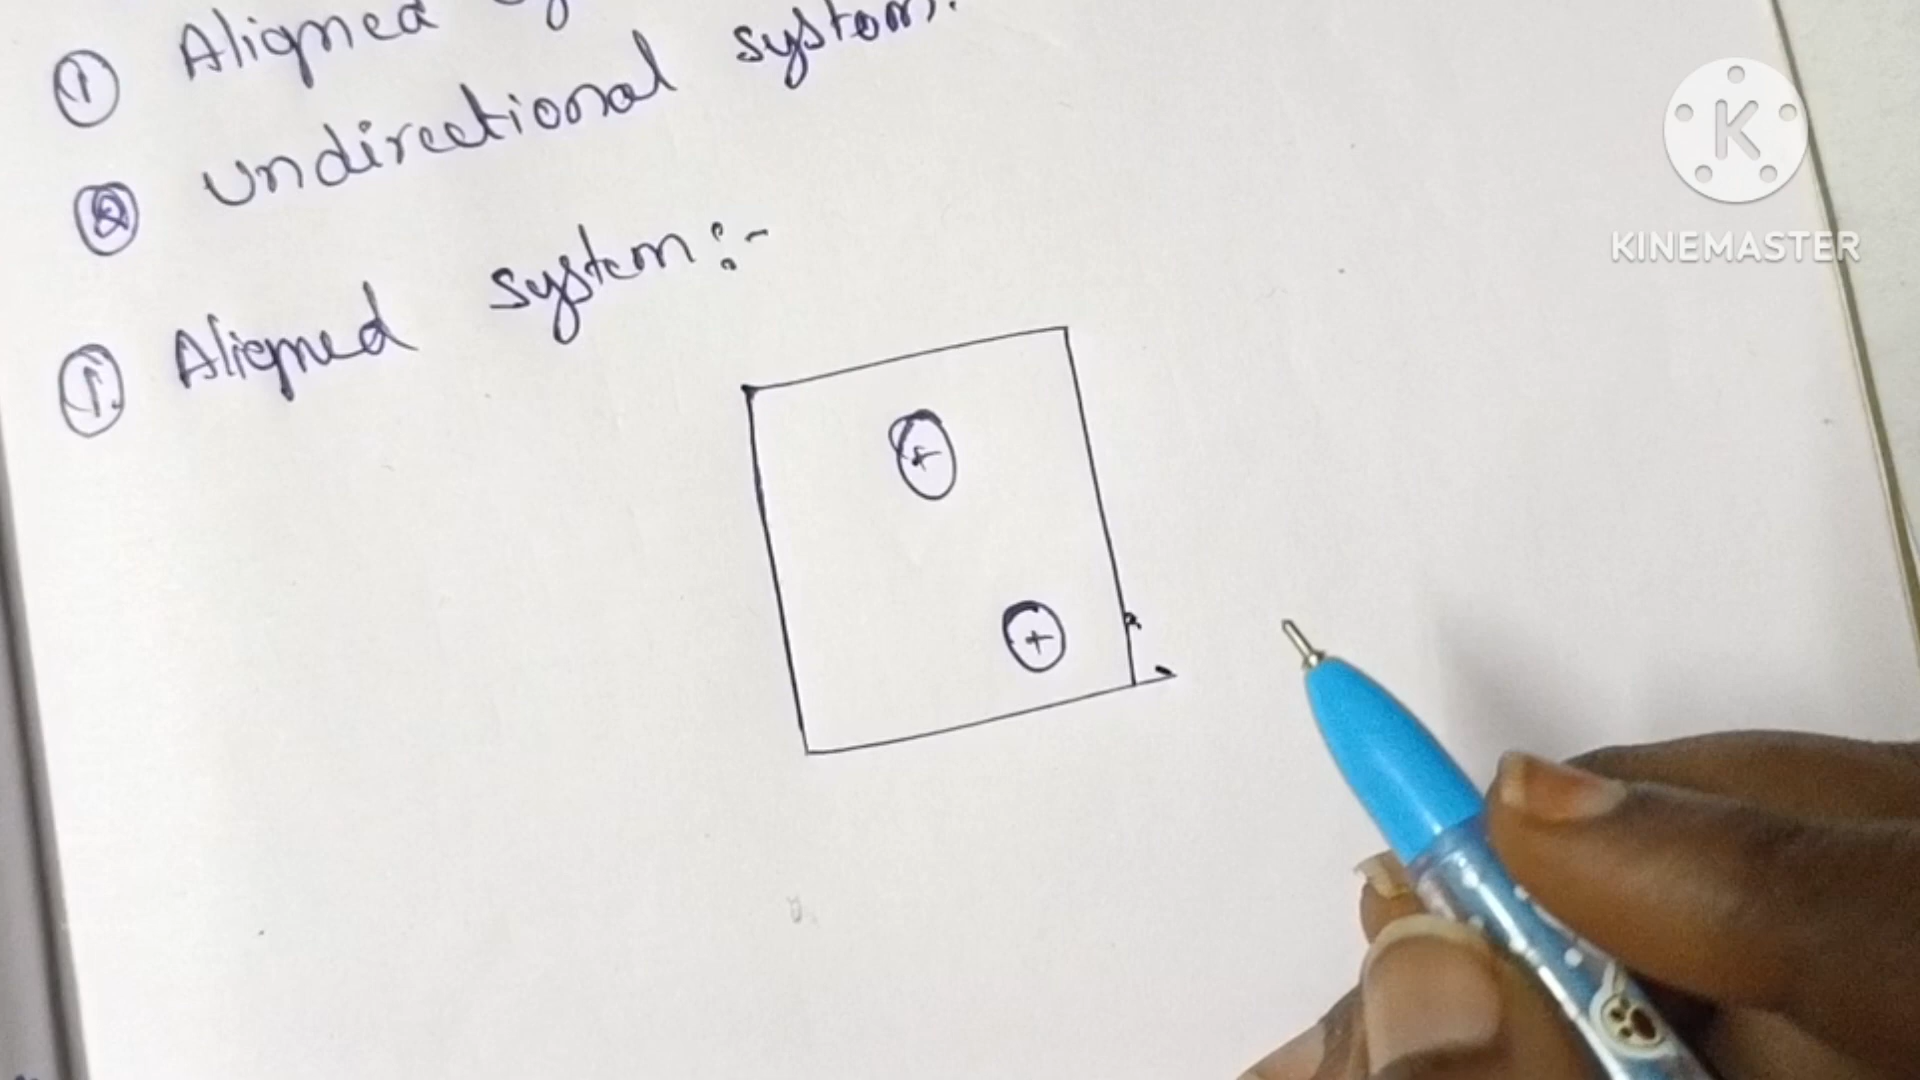 ① Aligned
② Undirectional system.
①. Aligned system:-
+
+
K
KINEMASTER